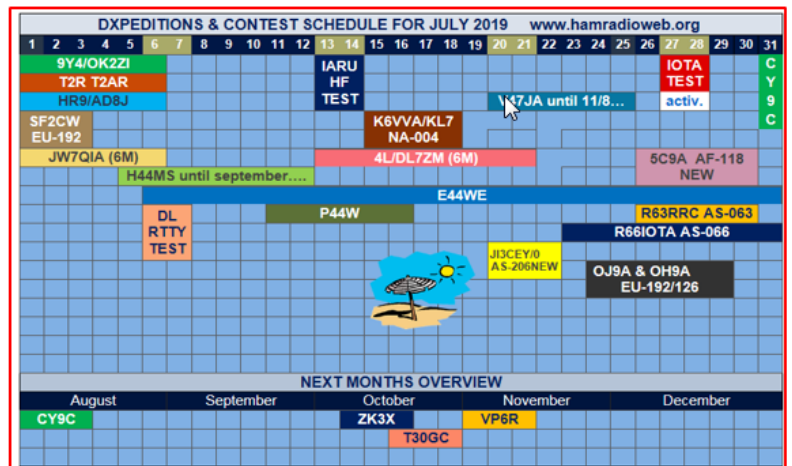 DXPEDITIONS & CONTEST SCHEDULE FOR JULY 2019 www.hamradioweb.org
1 2 3 4 5 6 7 8 9 10 11 12 13 14 15 16 17 18 19 20 21 22 23 24 25 26 27 28 29 30 31
9Y4/OK2ZI
T2R T2AR
HR9/AD8J
IARU
HF
TEST
IOTA
TEST
activ.
C
Y
9
C
V47JA until 11/8...
SF2CW
EU-192
K6VVA/KL7
NA-004
JW7QIA (6M)
4L/DL7ZM (6M)
5C9A AF-118
NEW
H44MS until september....
E44WE
DL
RTTY
TEST
P44W
R63RRC AS-063
R66IOTA AS-066
JI3CEY/0
AS-206NEW
OJ9A & OH9A
EU-192/126
NEXT MONTHS OVERVIEW
August September October November December
CY9C ZK3X VP6R
T30GC